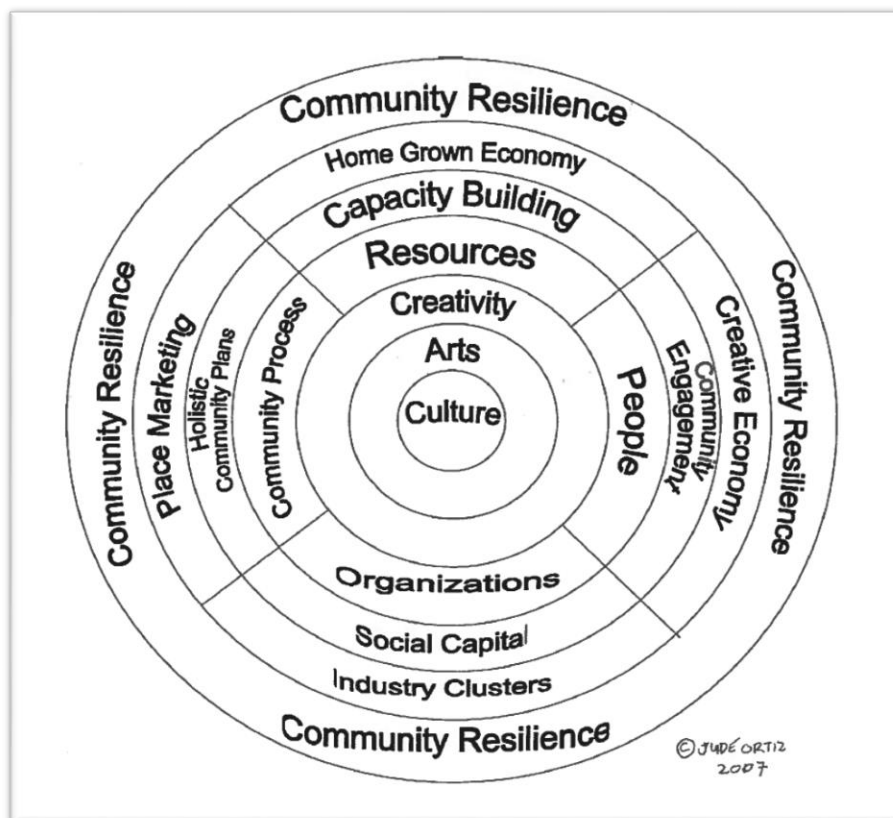 Community Resilience
Home Grown Economy
Capacity Building
Resources
Creativity
Arts
Culture
Community Resilience
Place Marketing
Holistic
Community Plans
Community Process
People
Community
Engagement
Creative Economy
Community Resilience
Organizations
Social Capital
Industry Clusters
Community Resilience
© JUDE ORTIZ
2007